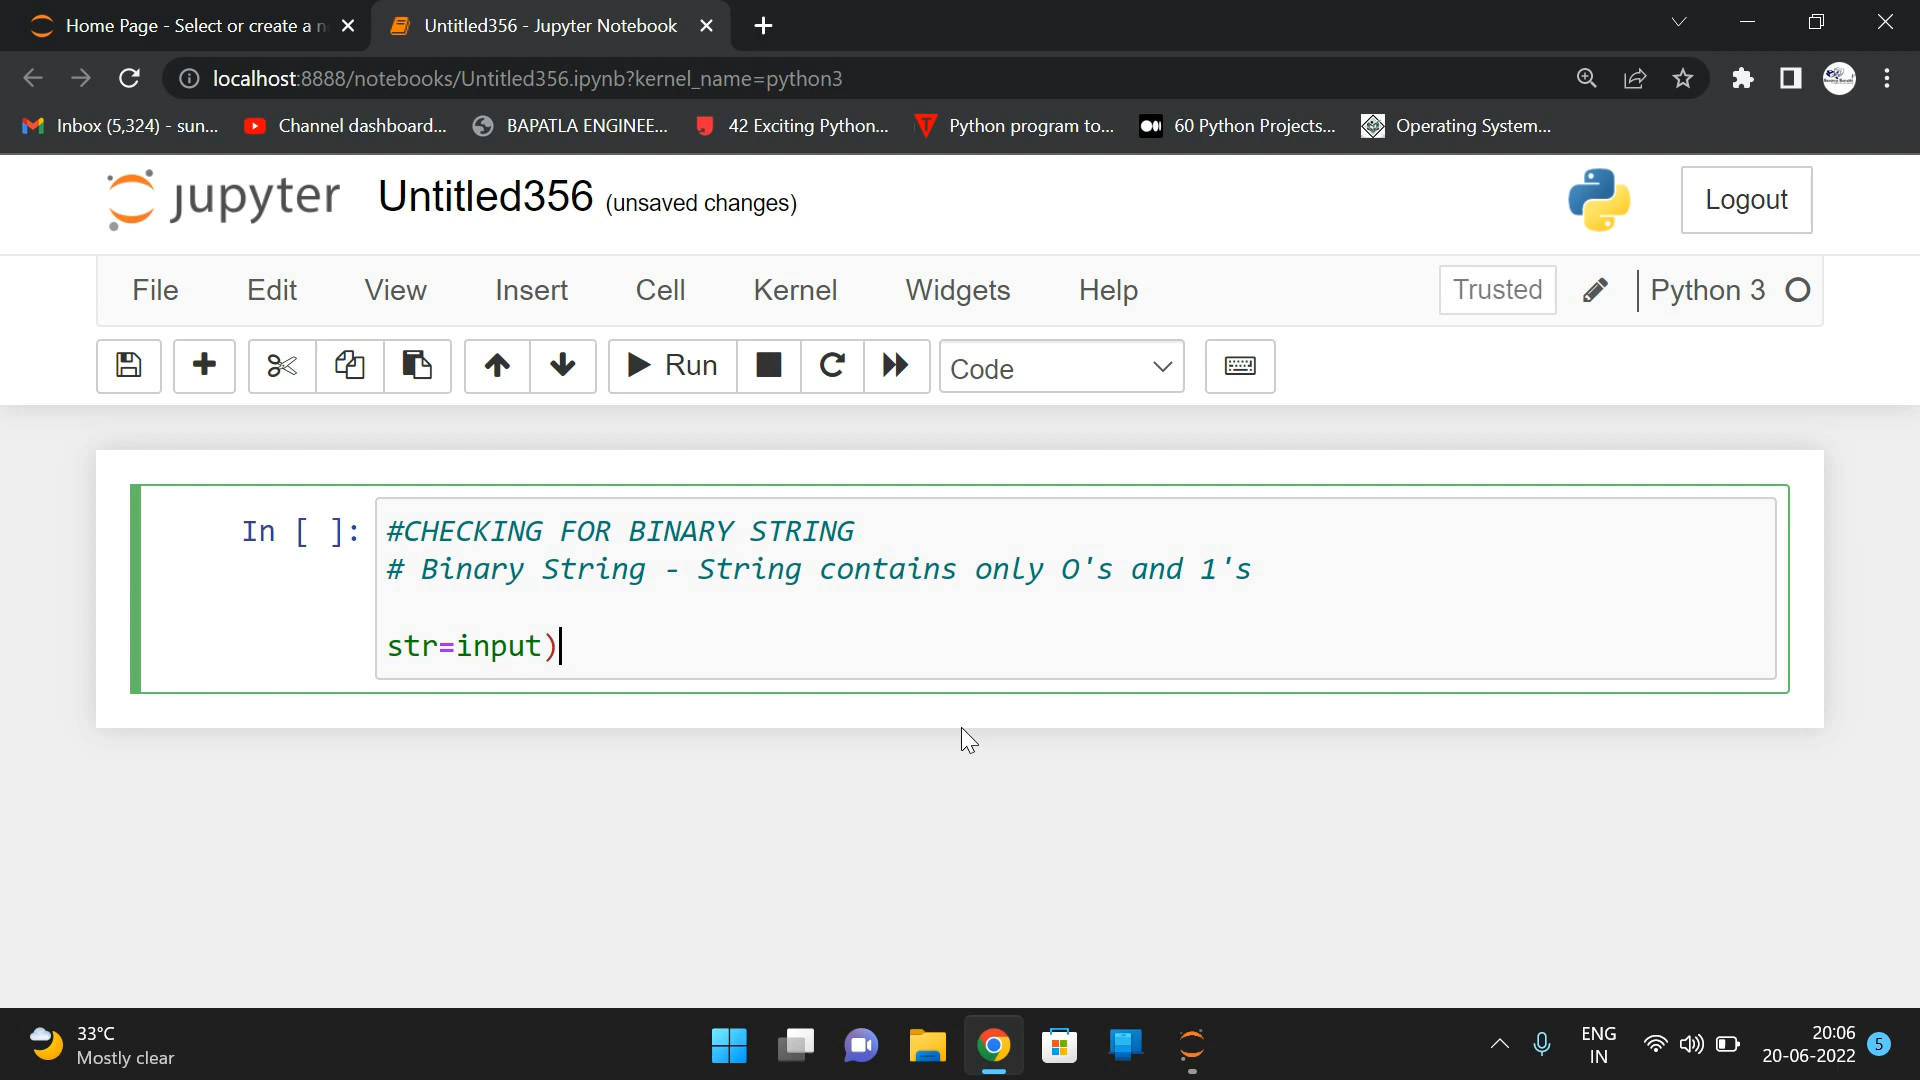 Home Page - Select or create a n
Untitled356 - Jupyter Notebook
localhost:8888/notebooks/Untitled356.ipynb?kernel_name=python3
Inbox (5,324) - sun...
Channel dashboard...
BAPATLA ENGINEE...
42 Exciting Python...
Python program to...
60 Python Projects...
Operating System...
jupyter
Untitled356 (unsaved changes)
Logout
File
Edit
View
Insert
Cell
Kernel
Widgets
Help
Trusted
Python 3
Run
Code
In [ ]:
#CHECKING FOR BINARY STRING
# Binary String - String contains only O's and 1's
str=input)
33°C
Mostly clear
ENG
IN
20:06
20-06-2022
5